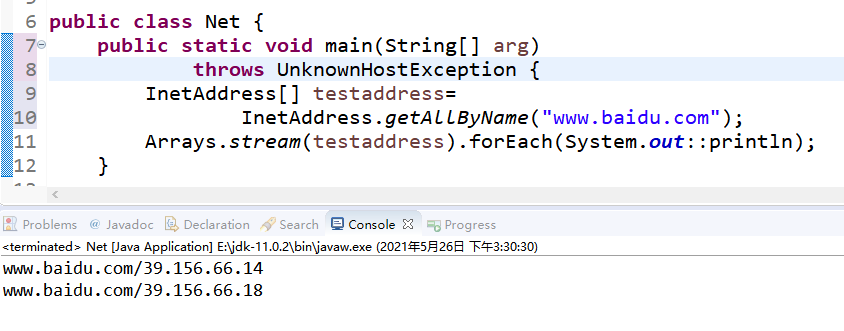 5
6 public class Net {
7 public static void main(String[] arg)
8 throws UnknownHostException {
9 InetAddress[] testaddress=
10 InetAddress.getAllByName("www.baidu.com");
11 Arrays.stream(testaddress).forEach(System.out::println);
12 }
13
Problems @ Javadoc Declaration Search Console Progress
<terminated> Net [Java Application] E:\jdk-11.0.2\bin\javaw.exe (2021年5月26日 下午3:30:30)
www.baidu.com/39.156.66.14
www.baidu.com/39.156.66.18